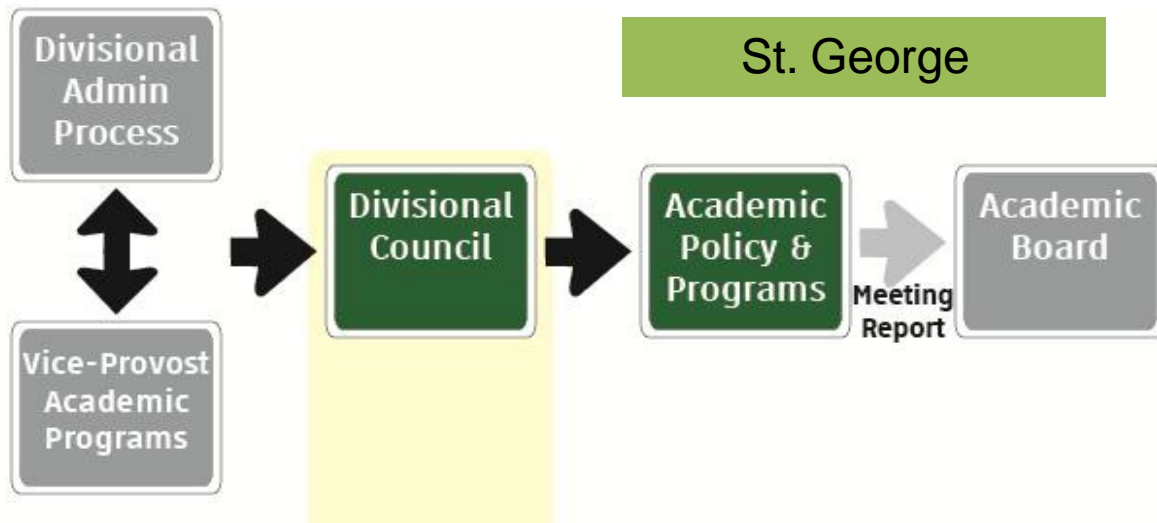 Divisional
Admin
Process
St. George
Divisional
Council
Academic
Policy &
Programs
Meeting
Report
Academic
Board
Vice-Provost
Academic
Programs